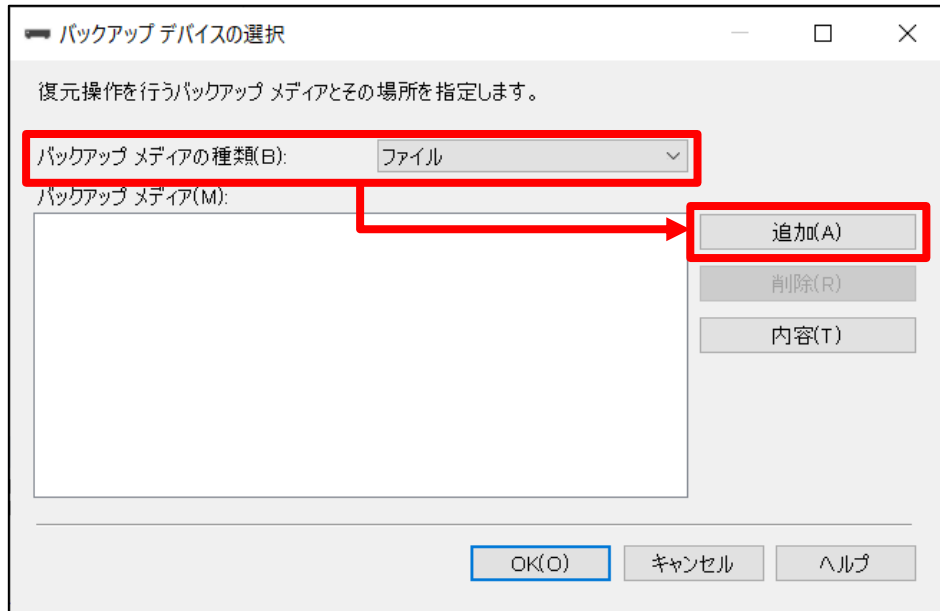 バックアップ デバイスの選択
復元操作を行うバックアップ メディアとその場所を指定します。
バックアップ メディアの種類(B): ファイル
バックアップ メディア(M):
追加(A)
削除(R)
内容(T)
OK(O) キャンセル ヘルプ